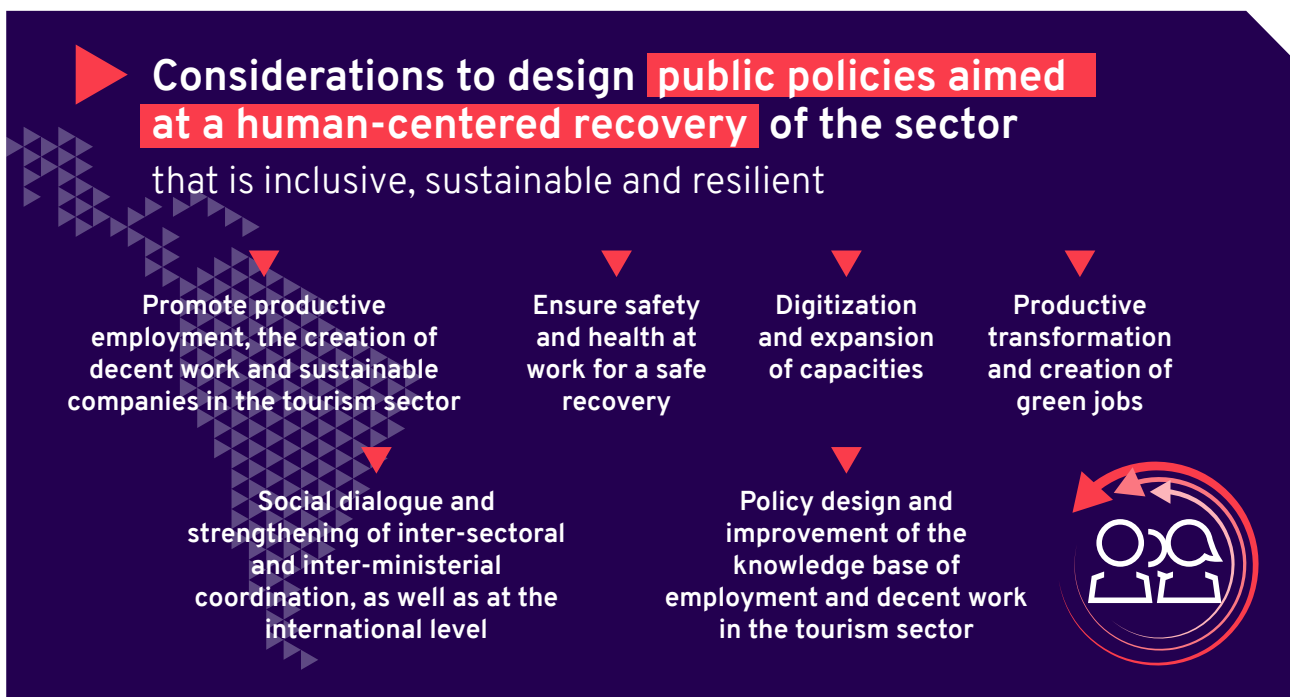 Considerations to design public policies aimed
at a human-centered recovery of the sector
that is inclusive, sustainable and resilient
Promote productive
employment, the creation of
decent work and sustainable
companies in the tourism sector
Ensure safety
and health at
work for a safe
recovery
Digitization
and expansion
of capacities
Productive
transformation
and creation of
green jobs
Social dialogue and
strengthening of inter-sectoral
and inter-ministerial
coordination, as well as at the
international level
Policy design and
improvement of the
knowledge base of
employment and decent work
in the tourism sector